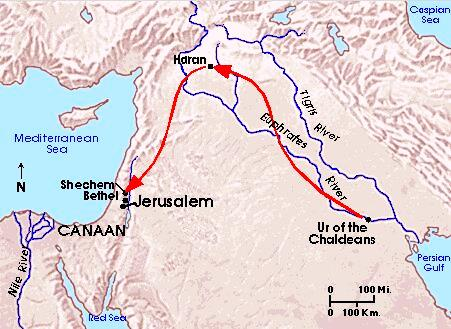 Caspian
Sea
Haran
Tigris
River
Mediterranean
Sea
Euphrates
River
N
Shechem
Bethel
Jerusalem
CANAAN
Ur of the
Chaldeans
Nile River
Persian
Gulf
Red Sea
0 100 Mi.
0 100 Km.